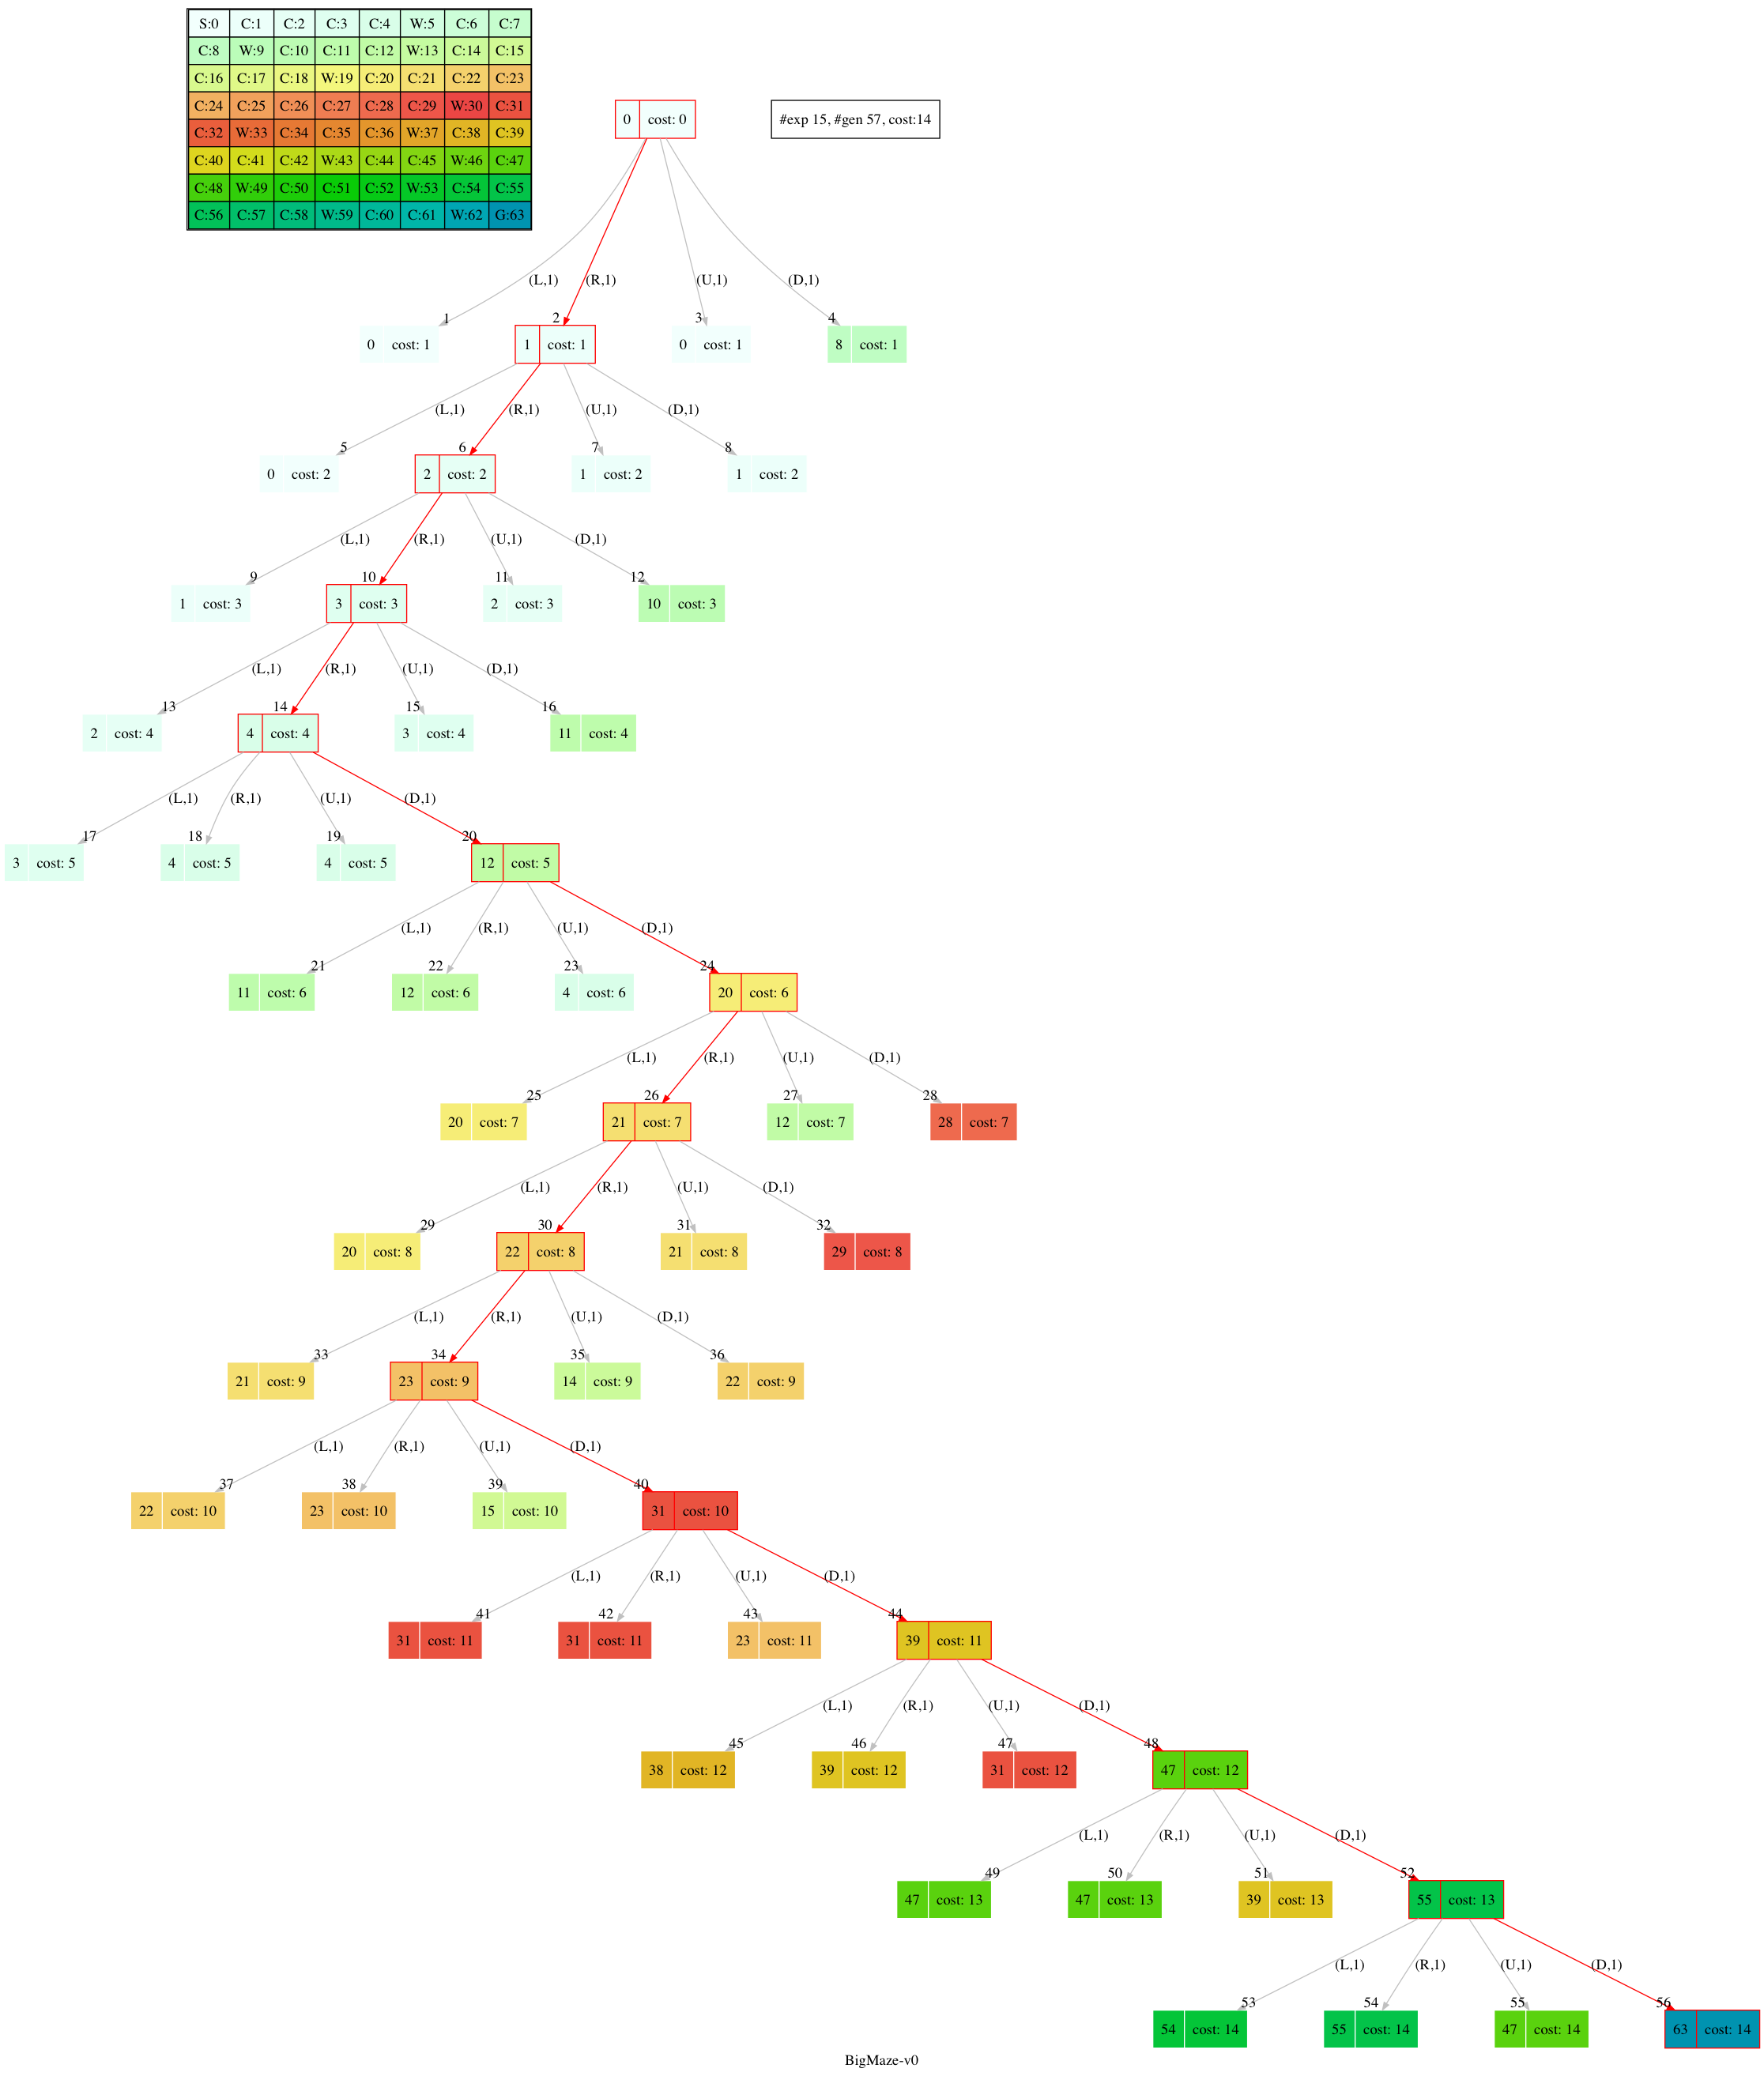 S:0 C:1 C:2 C:3 C:4 W:5 C:6 C:7
C:8 W:9 C:10 C:11 C:12 W:13 C:14 C:15
C:16 C:17 C:18 W:19 C:20 C:21 C:22 C:23
C:24 C:25 C:26 C:27 C:28 C:29 W:30 C:31
C:32 W:33 C:34 C:35 C:36 W:37 C:38 C:39
C:40 C:41 C:42 W:43 C:44 C:45 W:46 C:47
C:48 W:49 C:50 C:51 C:52 W:53 C:54 C:55
C:56 C:57 C:58 W:59 C:60 C:61 W:62 G:63
0 cost: 0
#exp 15, #gen 57, cost:14
(L,1) (R,1) (U,1) (D,1)
1 2 3 4
0 cost: 1 1 cost: 1 0 cost: 1 8 cost: 1
(L,1) (R,1) (U,1) (D,1)
5 6 7 8
0 cost: 2 2 cost: 2 1 cost: 2 1 cost: 2
(L,1) (R,1) (U,1) (D,1)
9 10 11 12
1 cost: 3 3 cost: 3 2 cost: 3 10 cost: 3
(L,1) (R,1) (U,1) (D,1)
13 14 15 16
2 cost: 4 4 cost: 4 3 cost: 4 11 cost: 4
(L,1) (R,1) (U,1) (D,1)
17 18 19 20
3 cost: 5 4 cost: 5 4 cost: 5 12 cost: 5
(L,1) (R,1) (U,1) (D,1)
21 22 23 24
11 cost: 6 12 cost: 6 4 cost: 6 20 cost: 6
(L,1) (R,1) (U,1) (D,1)
25 26 27 28
20 cost: 7 21 cost: 7 12 cost: 7 28 cost: 7
(L,1) (R,1) (U,1) (D,1)
29 30 31 32
20 cost: 8 22 cost: 8 21 cost: 8 29 cost: 8
(L,1) (R,1) (U,1) (D,1)
33 34 35 36
21 cost: 9 23 cost: 9 14 cost: 9 22 cost: 9
(L,1) (R,1) (U,1) (D,1)
37 38 39 40
22 cost: 10 23 cost: 10 15 cost: 10 31 cost: 10
(L,1) (R,1) (U,1) (D,1)
41 42 43 44
31 cost: 11 31 cost: 11 23 cost: 11 39 cost: 11
(L,1) (R,1) (U,1) (D,1)
45 46 47 48
38 cost: 12 39 cost: 12 31 cost: 12 47 cost: 12
(L,1) (R,1) (U,1) (D,1)
49 50 51 52
47 cost: 13 47 cost: 13 39 cost: 13 55 cost: 13
(L,1) (R,1) (U,1) (D,1)
53 54 55 56
54 cost: 14 55 cost: 14 47 cost: 14 63 cost: 14
BigMaze-v0